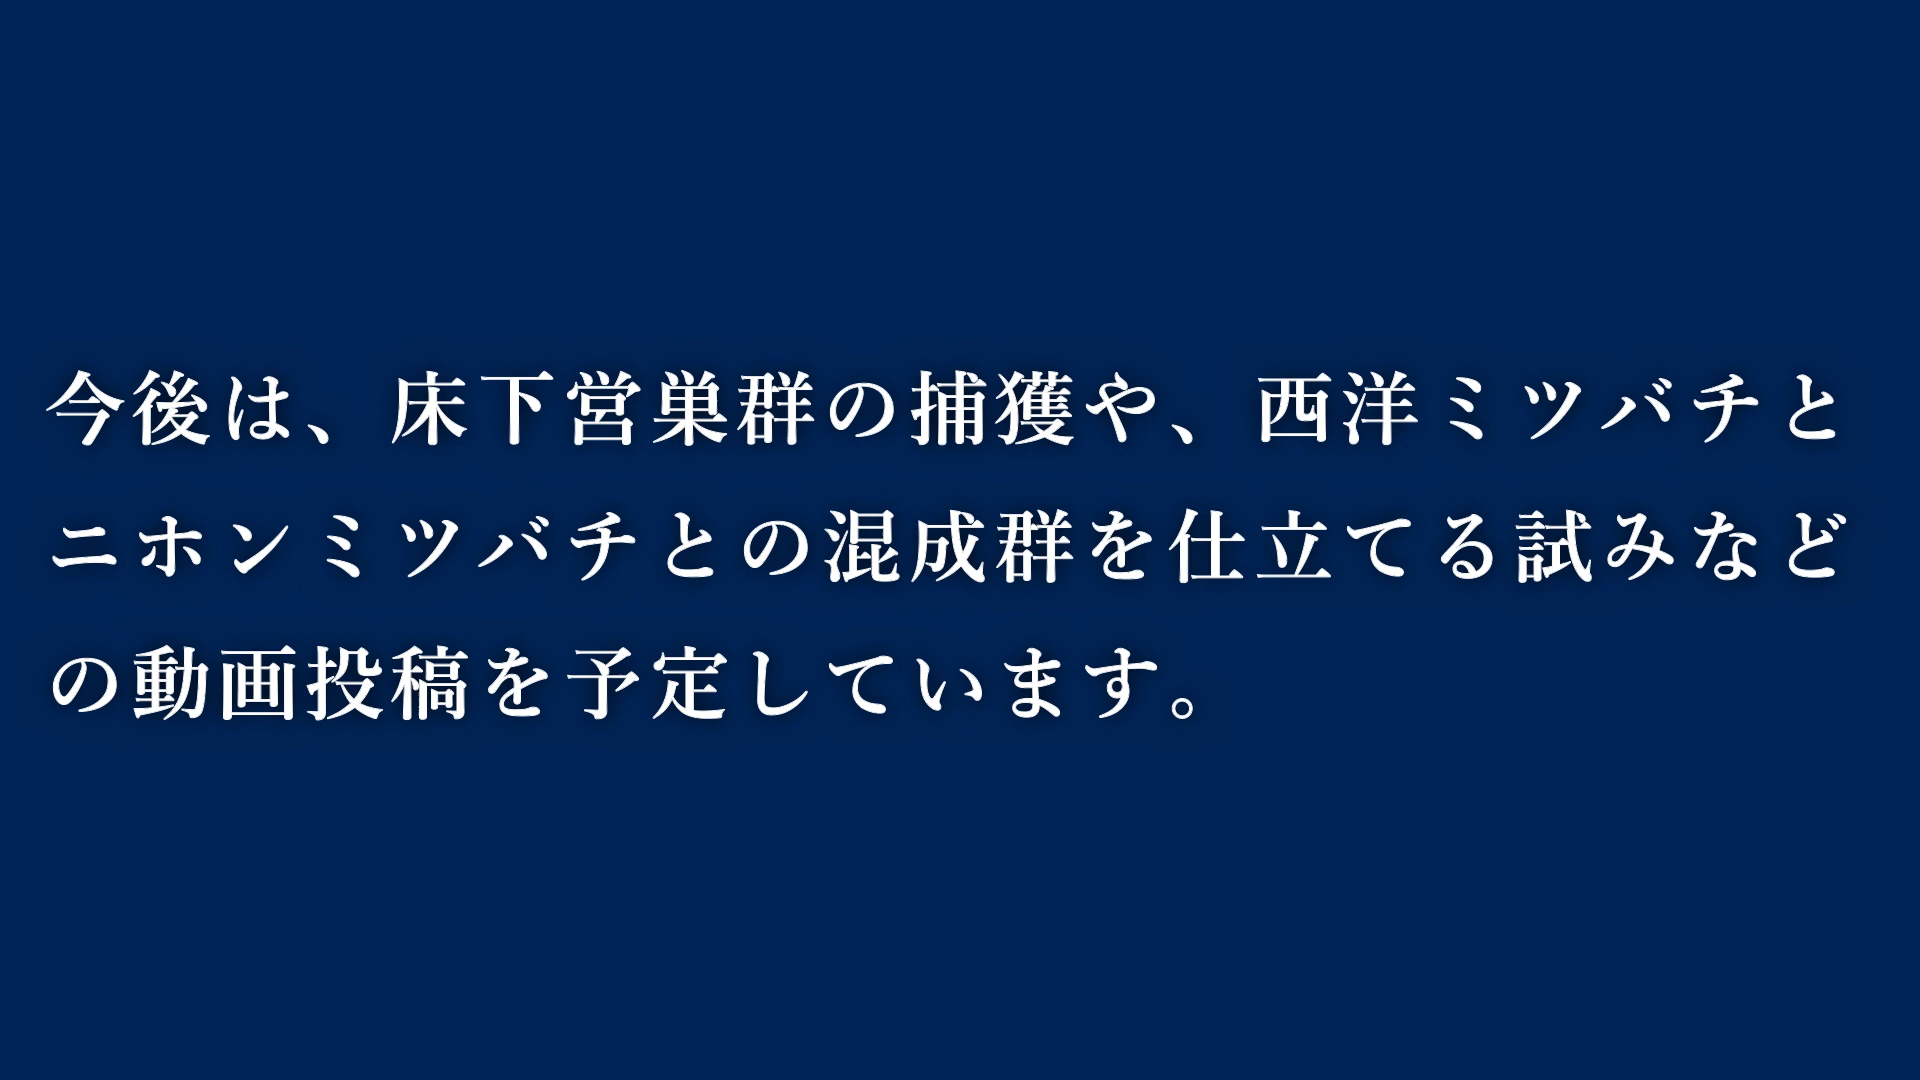 今後は、床下営巣群の捕獲や、西洋ミツバチと
ニホンミツバチとの混成群を仕立てる試みなど
の動画投稿を予定しています。